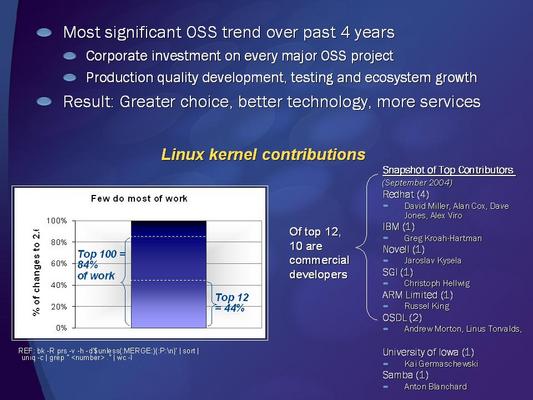 Most significant OSS trend over past 4 years
Corporate investment on every major OSS project
Production quality development, testing and ecosystem growth
Result: Greater choice, better technology, more services
Linux kernel contributions
Few do most of work
% of changes to 2.6
100%
80%
60%
40%
20%
0%
Top 100 =
84%
of work
Top 12
= 44%
Of top 12,
10 are
commercial
developers
Snapshot of Top Contributors
(September 2004)
Redhat (4)
David Miller, Alan Cox, Dave
Jones, Alex Viro
IBM (1)
Greg Kroah-Hartman
Novell (1)
Jaroslav Kysela
SGI (1)
Christoph Hellwig
ARM Limited (1)
Russel King
OSDL (2)
Andrew Morton, Linus Torvalds,
University of Iowa (1)
Kai Germaschewski
Samba (1)
Anton Blanchard
REF: bk -R prs -v -h -d'$unless(:MERGE:){:P:\n}' | sort |
uniq -c | grep " <number> " | wc -l